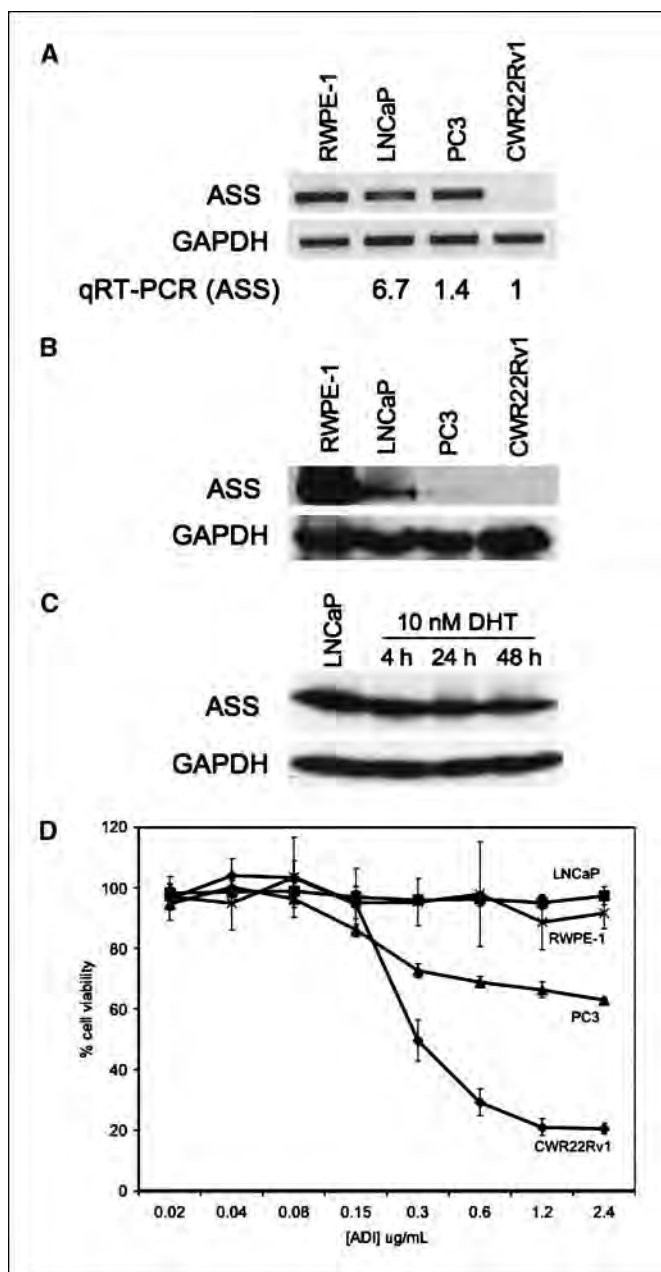 A
RWPE-1 LNCaP PC3 CWR22Rv1
ASS
GAPDH
qRT-PCR (ASS) 6.7 1.4 1
B
RWPE-1 LNCaP PC3 CWR22Rv1
ASS
GAPDH
C
LNCaP 10 nM DHT
4 h 24 h 48 h
ASS
GAPDH
D
120
100
80
60
40
20
0
% cell viability
LNCaP
RWPE-1
PC3
CWR22Rv1
0.02 0.04 0.08 0.15 0.3 0.6 1.2 2.4
[ADI] ug/mL